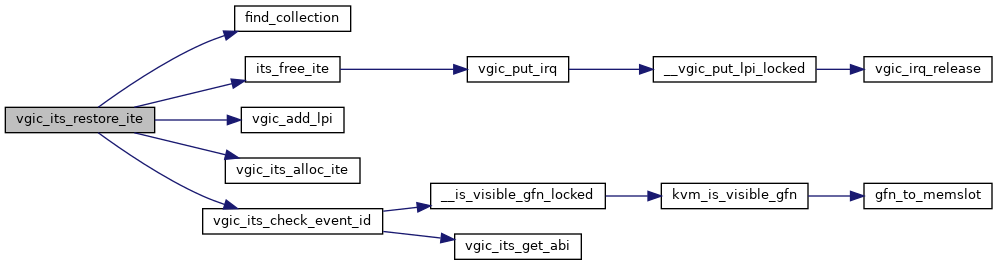 find_collection
its_free_ite
vgic_put_irq
__vgic_put_lpi_locked
vgic_irq_release
vgic_its_restore_ite
vgic_add_lpi
vgic_its_alloc_ite
vgic_its_check_event_id
__is_visible_gfn_locked
kvm_is_visible_gfn
gfn_to_memslot
vgic_its_get_abi